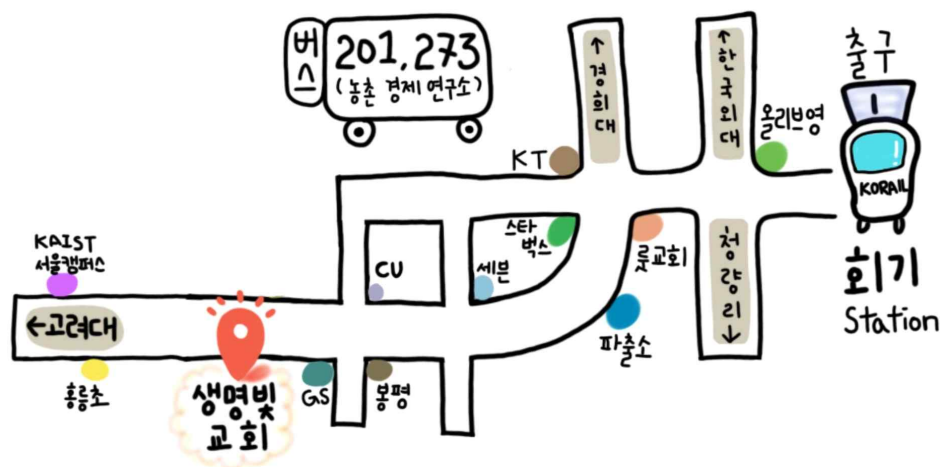 버스
201, 273
(농촌 경제 연구소)
↑경희대
↑한국외대
출구
1
올리브영
KT
KORAIL
스타
벅스
룻교회
청량리↓
회기
Station
KAIST
서울캠퍼스
CU
세븐
←고려대
파출소
홍릉초
생명빛
교회
GS
봉평